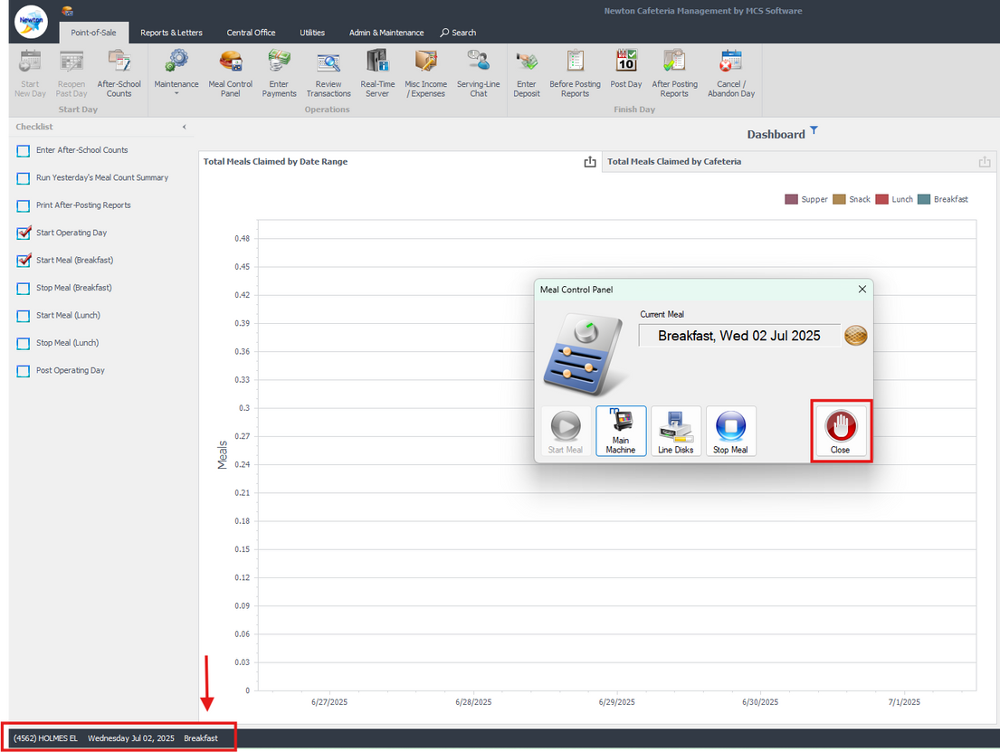 Newton
Newton Cafeteria Management by MCS Software
Point-of-Sale
Reports & Letters
Central Office
Utilities
Admin & Maintenance
Search
Start
New Day
Reopen
Past Day
After-School
Counts
Start Day
Maintenance
Meal Control
Panel
Enter
Payments
Review
Transactions
Real-Time
Server
Misc Income
/ Expenses
Serving-Line
Chat
Operations
Enter
Deposit
Before Posting
Reports
10
Post Day
After Posting
Reports
Cancel /
Abandon Day
Finish Day
Checklist
Enter After-School Counts
Run Yesterday's Meal Count Summary
Print After-Posting Reports
Start Operating Day
Start Meal (Breakfast)
Stop Meal (Breakfast)
Start Meal (Lunch)
Stop Meal (Lunch)
Post Operating Day
Dashboard
Total Meals Claimed by Date Range
Total Meals Claimed by Cafeteria
Supper
Snack
Lunch
Breakfast
0.48
0.45
0.42
0.39
0.36
0.33
0.3
0.27
0.24
0.21
0.18
0.15
0.12
0.09
0.06
0.03
0
Meals
6/27/2025
6/28/2025
6/29/2025
6/30/2025
7/1/2025
Meal Control Panel
Current Meal
Breakfast, Wed 02 Jul 2025
Start Meal
Main
Machine
Line Disks
Stop Meal
Close
(4562) HOLMES EL
Wednesday Jul 02, 2025
Breakfast